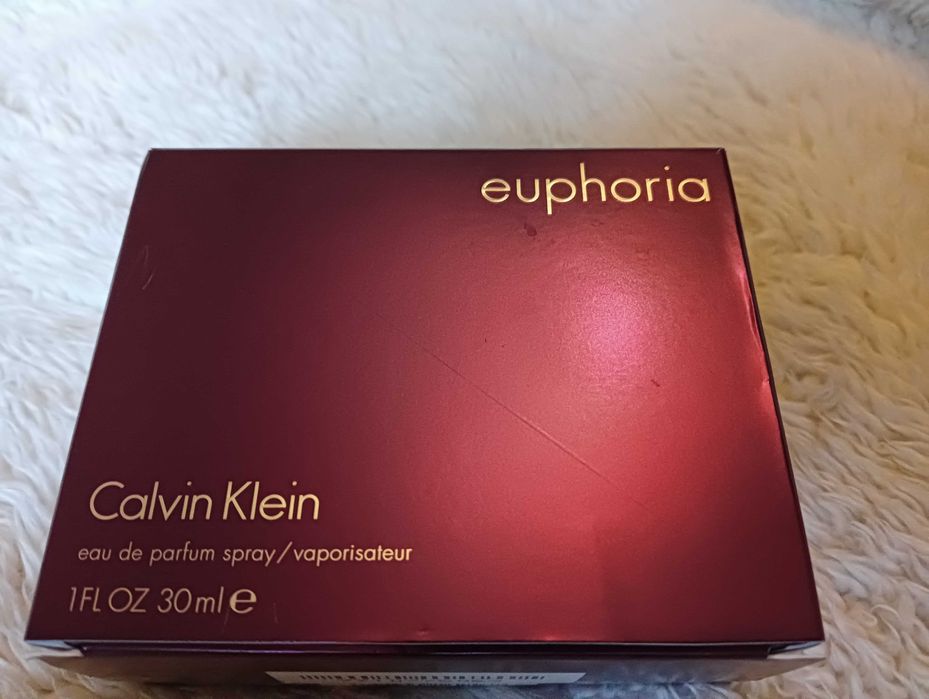 euphoria
Calvin Klein
eau de parfum spray/vaporisateur
1FL OZ 30ml℮